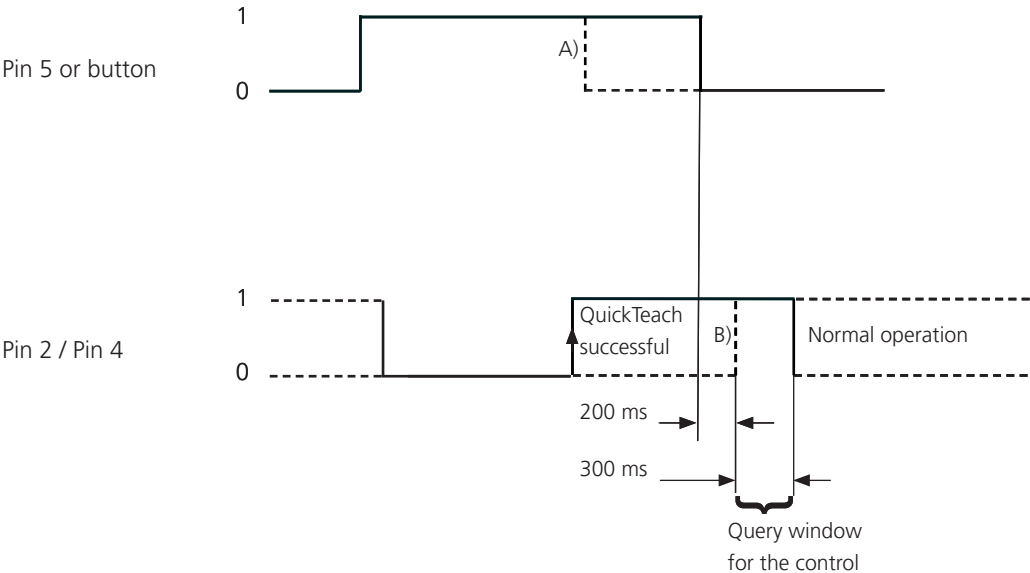 1
A)
Pin 5 or button
0
1
QuickTeach
successful
B)
Normal operation
Pin 2 / Pin 4
0
200 ms
300 ms
Query window
for the control